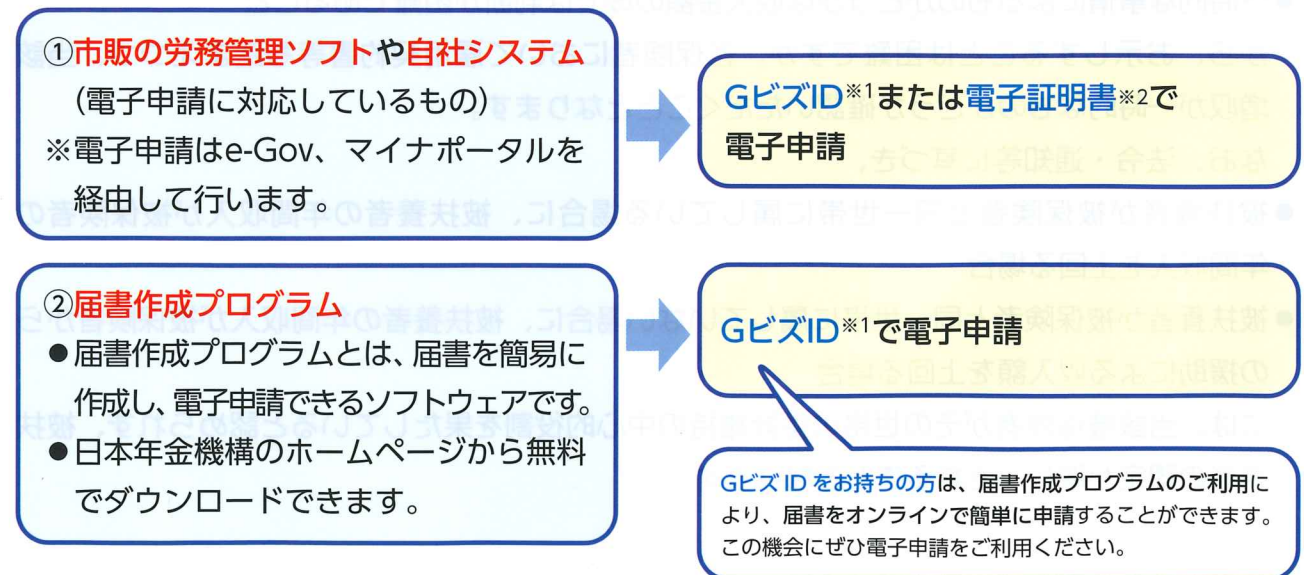 ①市販の労務管理ソフトや自社システム
(電子申請に対応しているもの)
※電子申請はe-Gov、マイナポータルを
経由して行います。
GビズID※1または電子証明書※2で
電子申請
②届書作成プログラム
●届書作成プログラムとは、届書を簡易に
作成し、電子申請できるソフトウェアです。
●日本年金機構のホームページから無料
でダウンロードできます。
GビズID※1で電子申請
GビズIDをお持ちの方は、届書作成プログラムのご利用に
より、届書をオンラインで簡単に申請することができます。
この機会にぜひ電子申請をご利用ください。